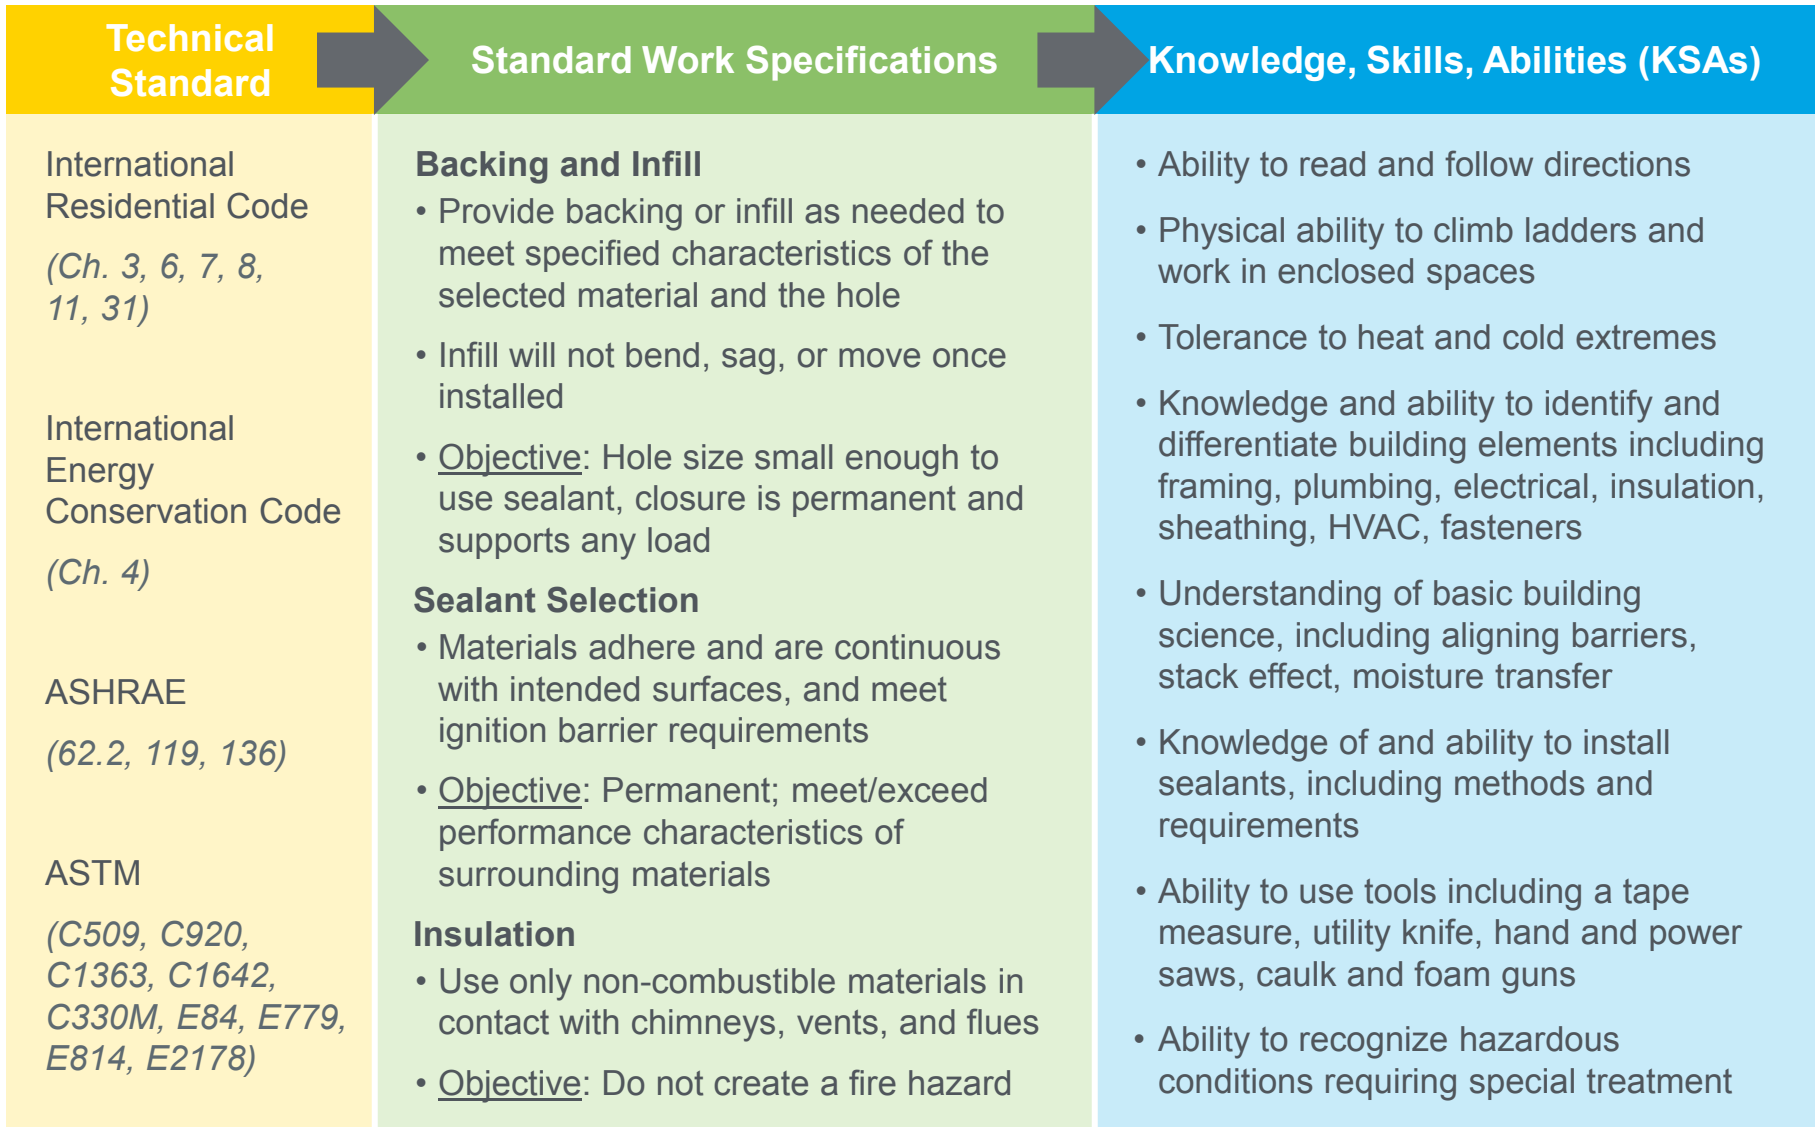 Technical
Standard
Standard Work Specifications
Knowledge, Skills, Abilities (KSAs)
International
Residential Code
(Ch. 3, 6, 7, 8,
11, 31)
International
Energy
Conservation Code
(Ch. 4)
ASHRAE
(62.2, 119, 136)
ASTM
(C509, C920,
C1363, C1642,
C330M, E84, E779,
E814, E2178)
Backing and Infill
• Provide backing or infill as needed to
meet specified characteristics of the
selected material and the hole
• Infill will not bend, sag, or move once
installed
• Objective: Hole size small enough to
use sealant, closure is permanent and
supports any load
Sealant Selection
• Materials adhere and are continuous
with intended surfaces, and meet
ignition barrier requirements
• Objective: Permanent; meet/exceed
performance characteristics of
surrounding materials
Insulation
• Use only non-combustible materials in
contact with chimneys, vents, and flues
• Objective: Do not create a fire hazard
• Ability to read and follow directions
• Physical ability to climb ladders and
work in enclosed spaces
• Tolerance to heat and cold extremes
• Knowledge and ability to identify and
differentiate building elements including
framing, plumbing, electrical, insulation,
sheathing, HVAC, fasteners
• Understanding of basic building
science, including aligning barriers,
stack effect, moisture transfer
• Knowledge of and ability to install
sealants, including methods and
requirements
• Ability to use tools including a tape
measure, utility knife, hand and power
saws, caulk and foam guns
• Ability to recognize hazardous
conditions requiring special treatment